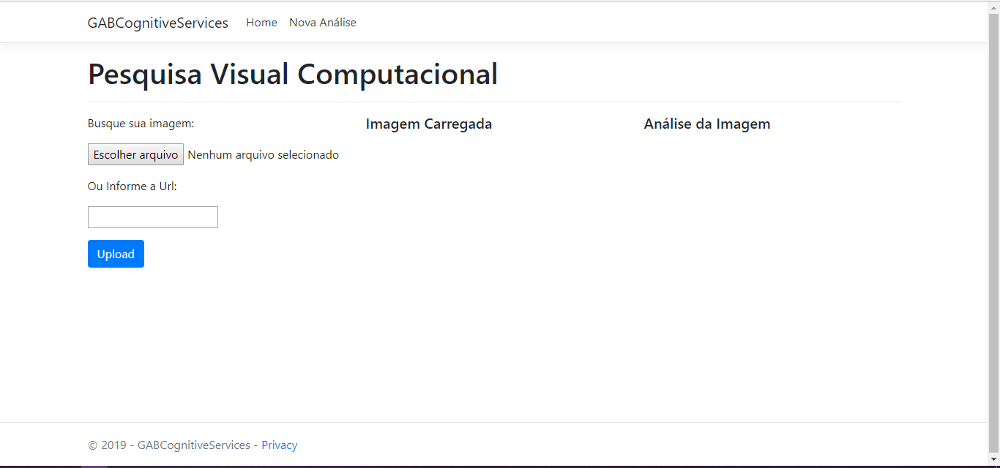 GABCognitiveServices Home Nova Análise
Pesquisa Visual Computacional
Busque sua imagem:
Escolher arquivo Nenhum arquivo selecionado
Ou Informe a Url:
Upload
Imagem Carregada
Análise da Imagem
© 2019 - GABCognitiveServices - Privacy